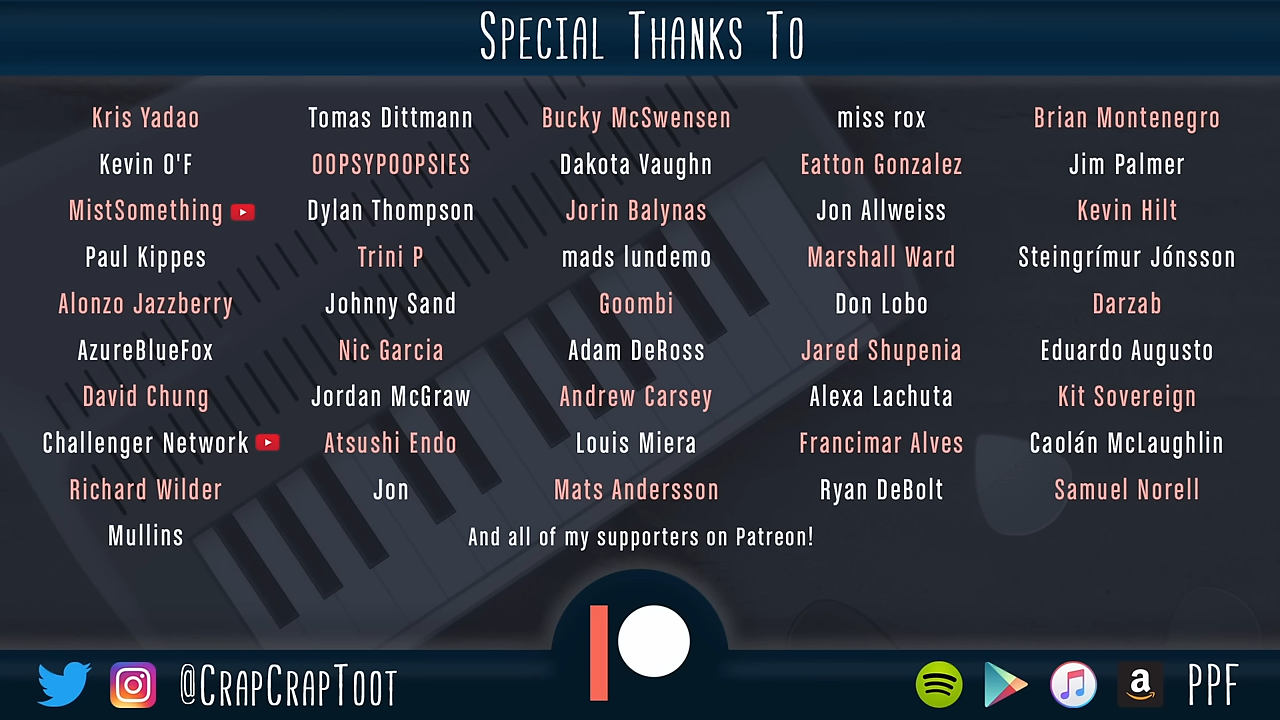 Special Thanks To
Kris Yadao Tomas Dittmann Bucky McSwensen miss rox Brian Montenegro
Kevin O'F OOPSYPOOPSIES Dakota Vaughn Eatton Gonzalez Jim Palmer
MistSomething Dylan Thompson Jorin Balynas Jon Allweiss Kevin Hilt
Paul Kippes Trini P mads lundemo Marshall Ward Steingrímur Jónsson
Alonzo Jazzberry Johnny Sand Goombi Don Lobo Darzab
AzureBlueFox Nic Garcia Adam DeRoss Jared Shupenia Eduardo Augusto
David Chung Jordan McGraw Andrew Carsey Alexa Lachuta Kit Sovereign
Challenger Network Atsushi Endo Louis Miera Francimar Alves Caolán McLaughlin
Richard Wilder Jon Mats Andersson Ryan DeBolt Samuel Norell
Mullins And all of my supporters on Patreon!
@CrapCrapToot a PPF